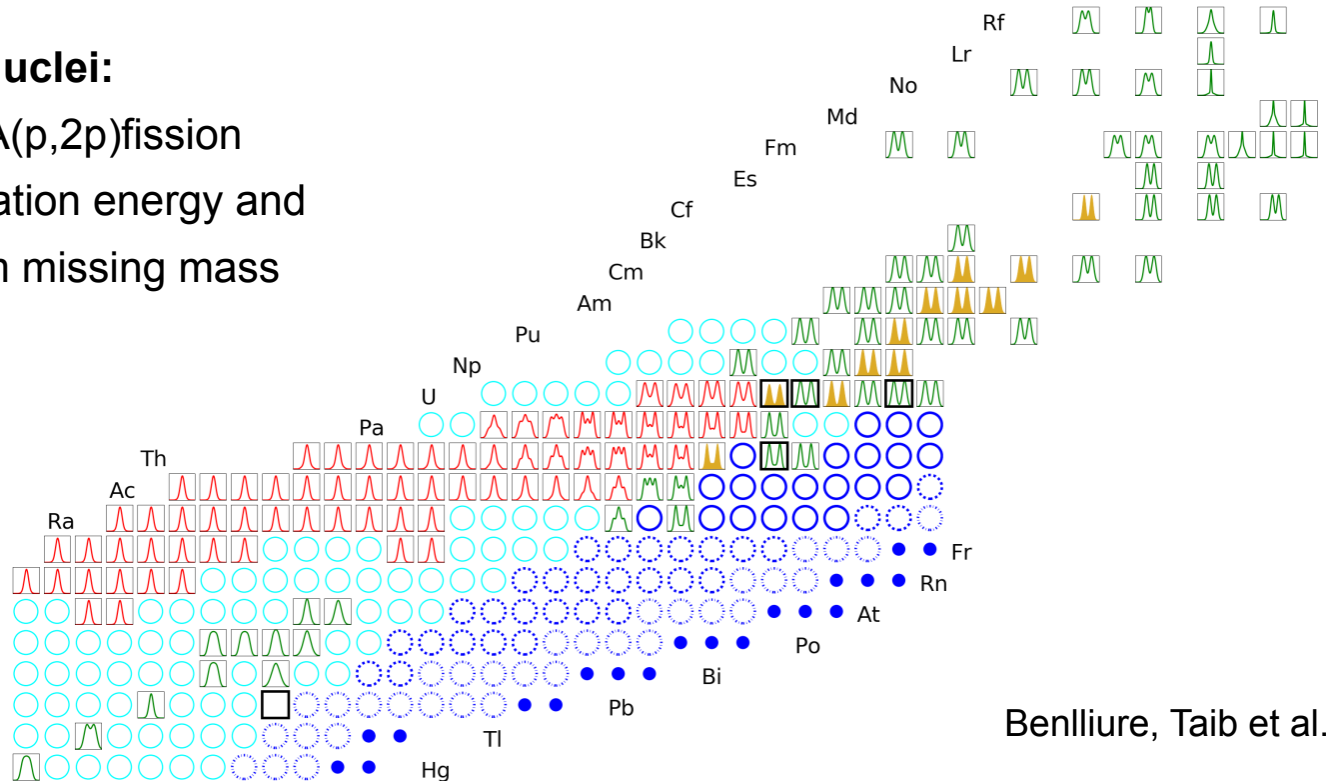 uclei:
A(p,2p)fission
ation energy and
missing mass
Rf
Lr
No
Md
Fm
Es
Cf
Bk
Cm
Am
Pu
Np
U
Pa
Th
Ac
Ra
Fr
Rn
At
Po
Bi
Pb
Tl
Hg
Benlliure, Taib et al.